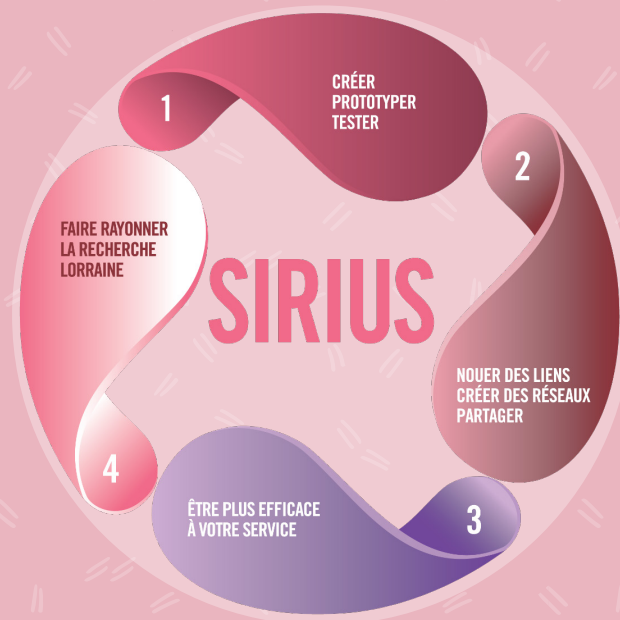 1
CRÉER
PROTOTYPER
TESTER
2
NOUER DES LIENS
CRÉER DES RÉSEAUX
PARTAGER
3
ÊTRE PLUS EFFICACE
À VOTRE SERVICE
4
FAIRE RAYONNER
LA RECHERCHE
LORRAINE
SIRIUS